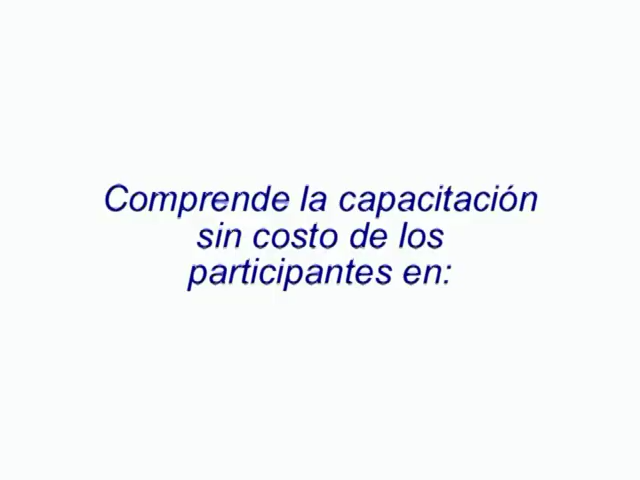 Comprende la capacitación
sin costo de los
participantes en: